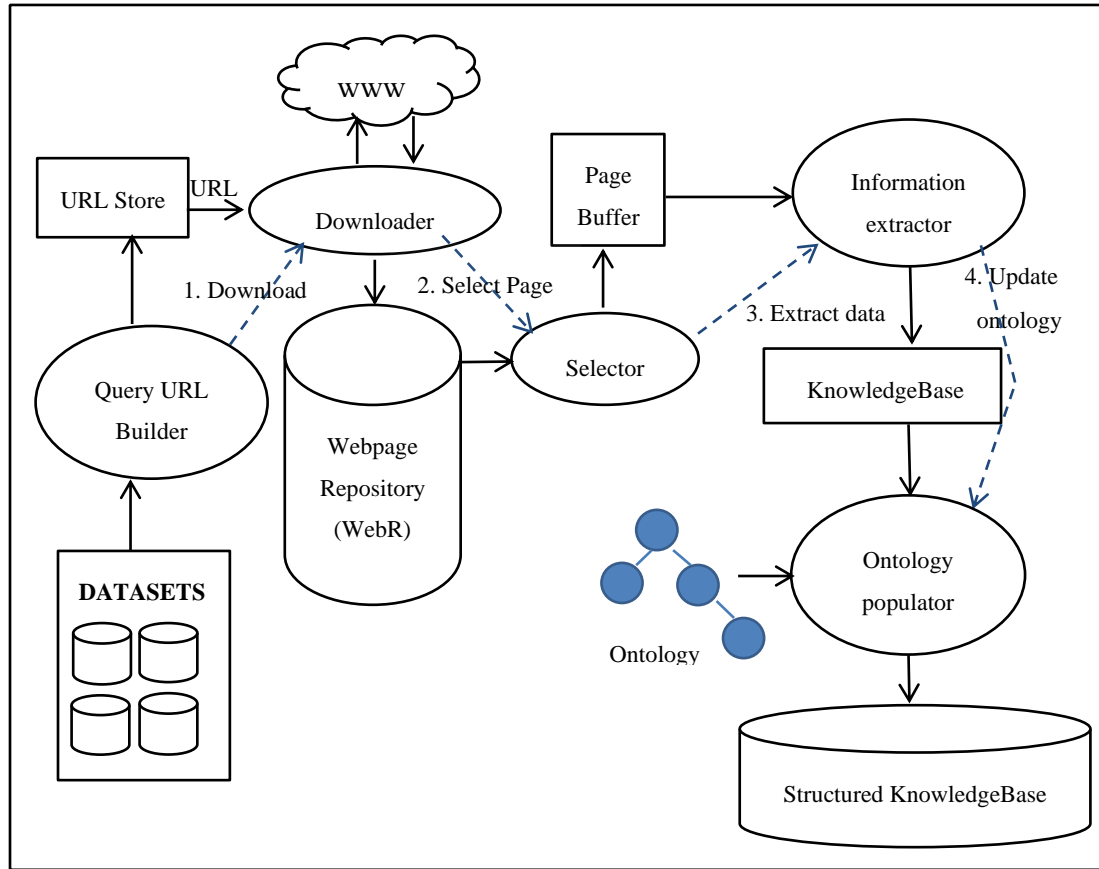 WWW
URL Store
URL
Downloader
Page
Buffer
Information
extractor
1. Download
2. Select Page
3. Extract data
4. Update
ontology
Query URL
Builder
Selector
KnowledgeBase
Webpage
Repository
(WebR)
DATASETS
Ontology
Ontology
populator
Structured KnowledgeBase